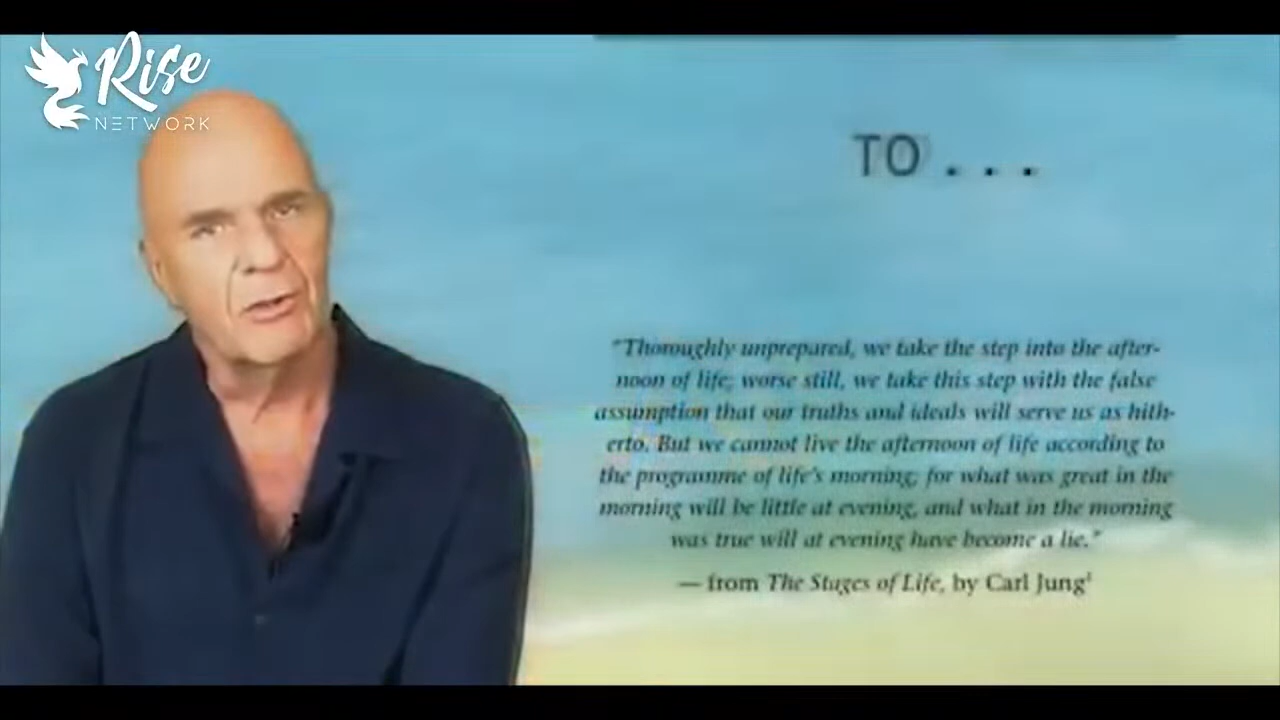 Rise
NETWORK
TO . . .
"Thoroughly unprepared, we take the step into the after-
noon of life; worse still, we take this step with the false
assumption that our truths and ideals will serve us as hith-
erto. But we cannot live the afternoon of life according to
the programme of life's morning; for what was great in the
morning will be little at evening, and what in the morning
was true will at evening have become a lie."
— from The Stages of Life, by Carl Jung¹